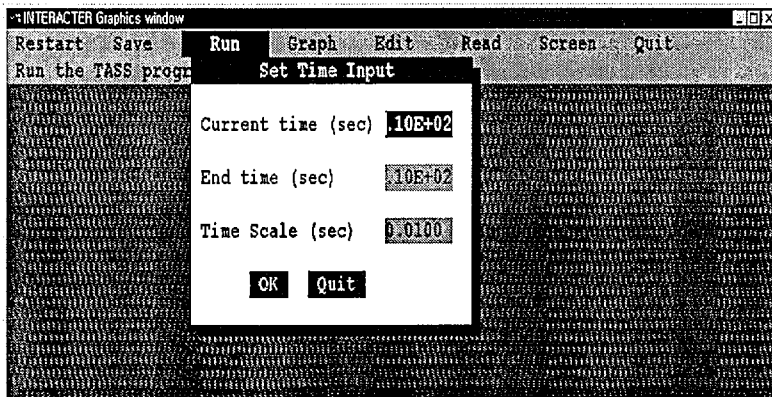 INTERACTER Graphics window
Restart Save Run Graph Edit Read Screen Quit
Run the TASS progr
Set Time Input
Current time (sec) .10E+02
End time (sec) .10E+02
Time Scale (sec) 0.0100
OK Quit